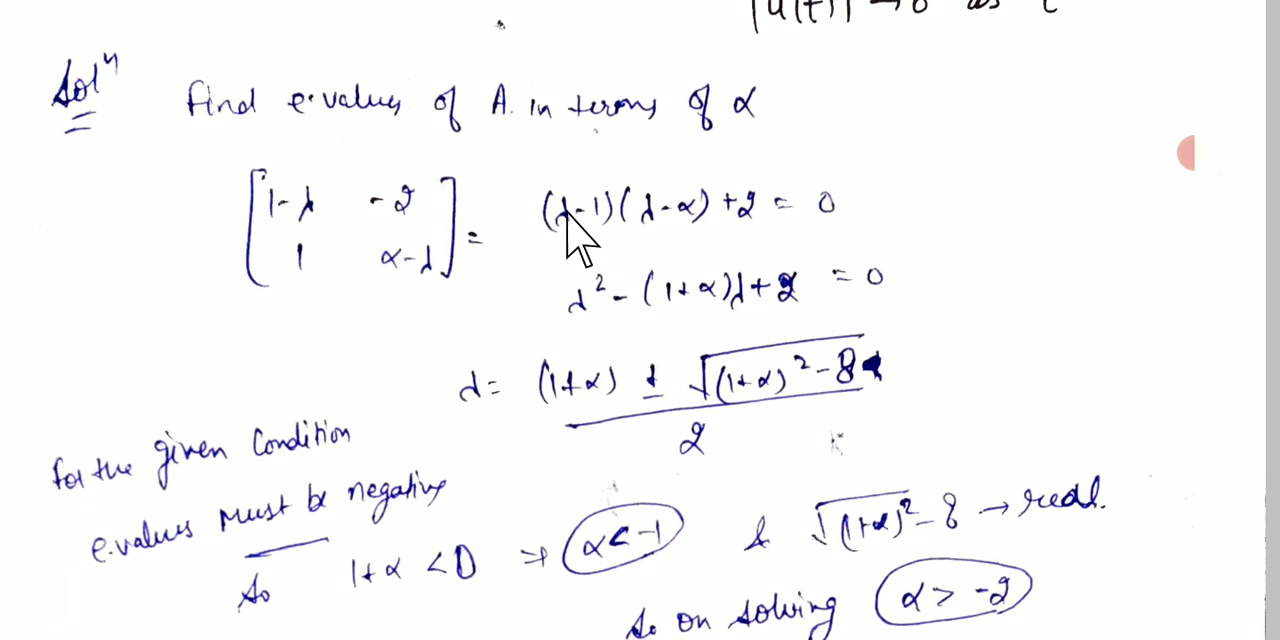 |u(t)| → 0 as t
Solⁿ Find e.values of A. in terms of α
[1-λ -2
1 α-λ] = (λ-1)(λ-α) +2 = 0
λ² - (1+α)λ + 2 = 0
λ = (1+α) ± √(1+α)² - 8
2
for the given condition
e.values must be negative
So 1+α < 0 ⇒ α < -1 & √(1+α)² - 8 → real.
So on solving α > -2